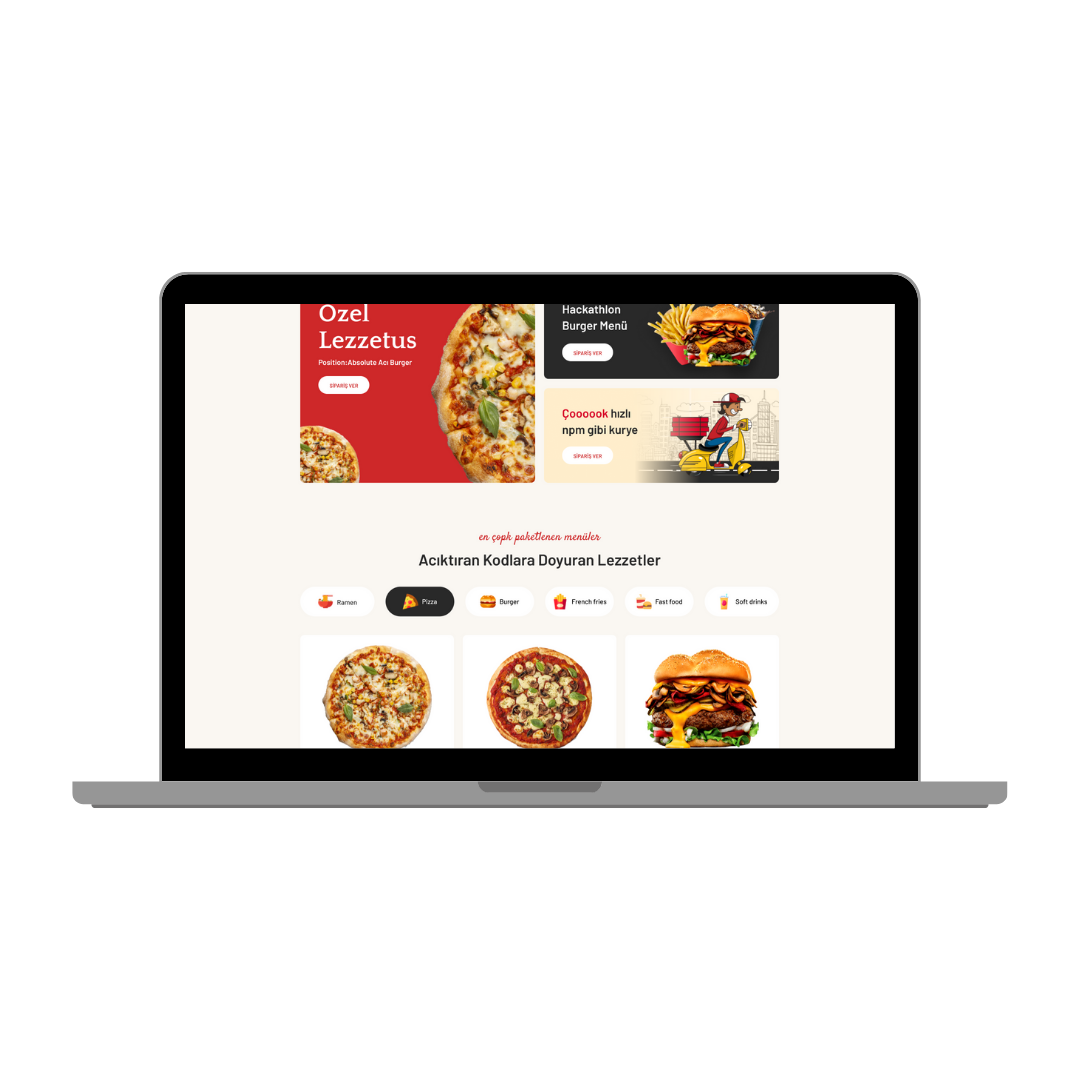 Özel
Lezzetus
Position:Absolute Acı Burger
SİPARİŞ VER
Hackathlon
Burger Menü
SİPARİŞ VER
Çoooook hızlı
npm gibi kurye
SİPARİŞ VER
en çopk paketlenen menüler
Acıktıran Kodlara Doyuran Lezzetler
Ramen
Pizza
Burger
French fries
Fast food
Soft drinks